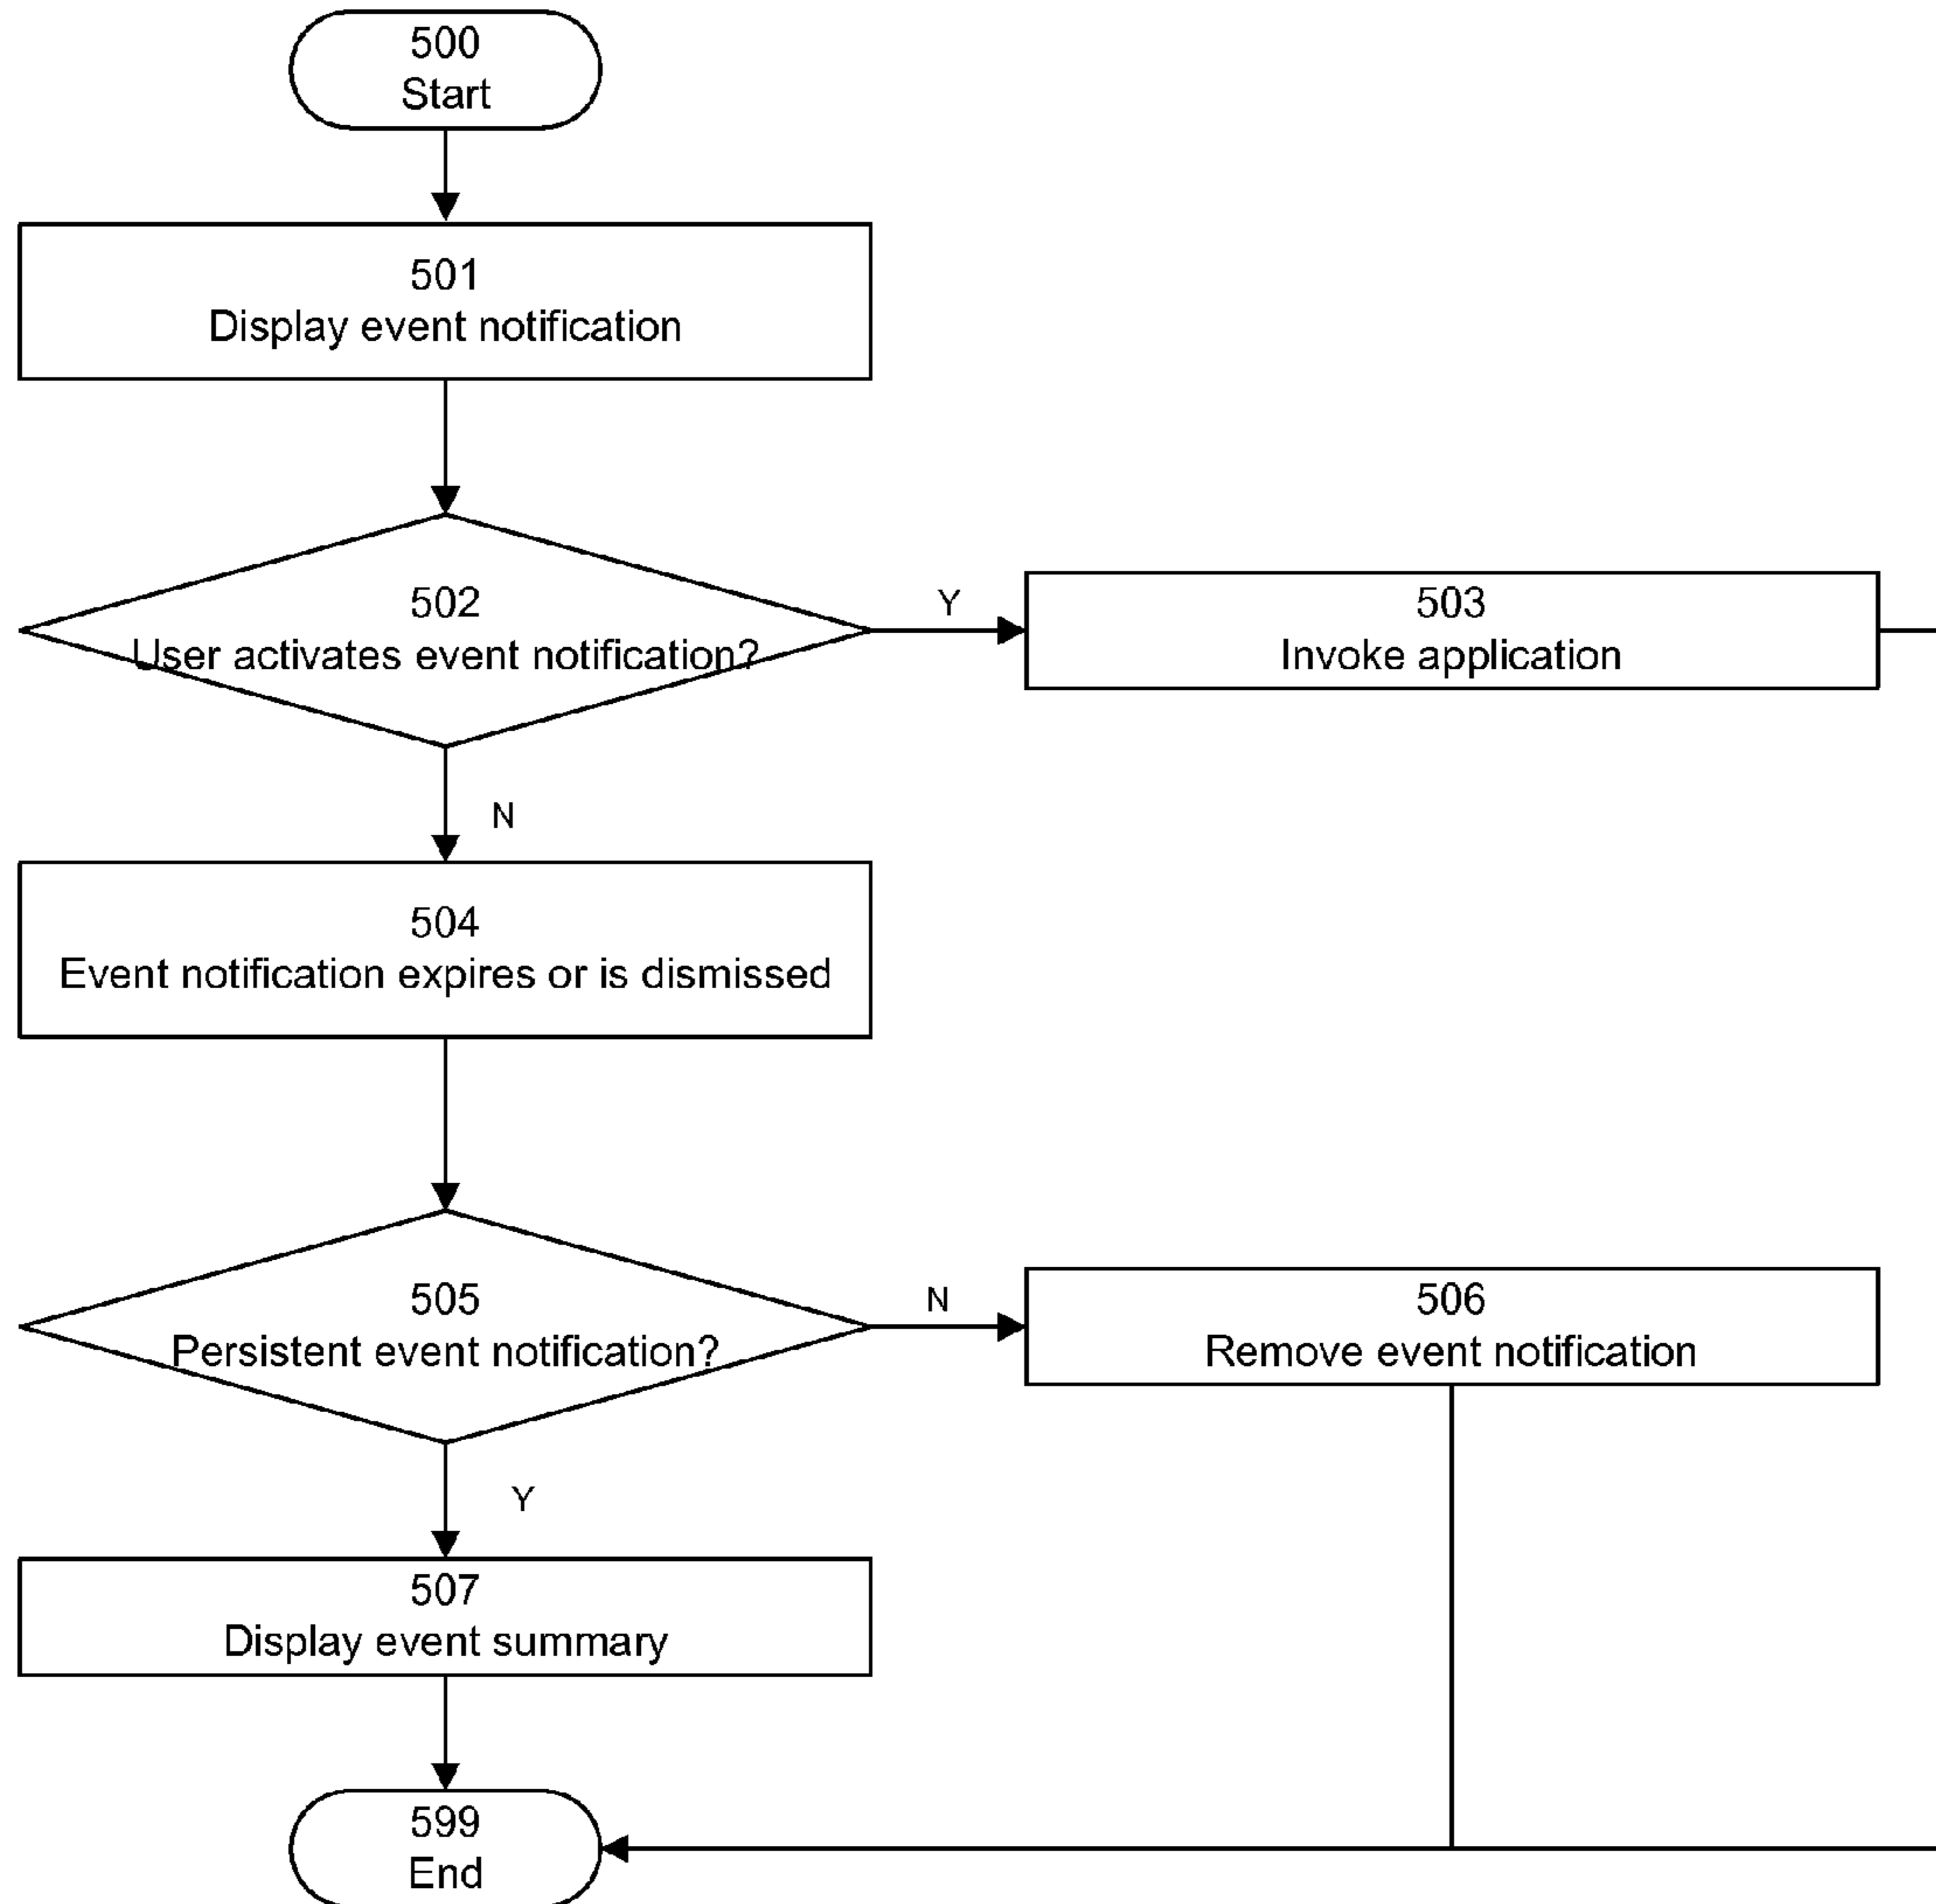 500
Start
501
Display event notification
502
User activates event notification?
Y
503
Invoke application
N
504
Event notification expires or is dismissed
505
Persistent event notification?
N
506
Remove event notification
Y
507
Display event summary
599
End